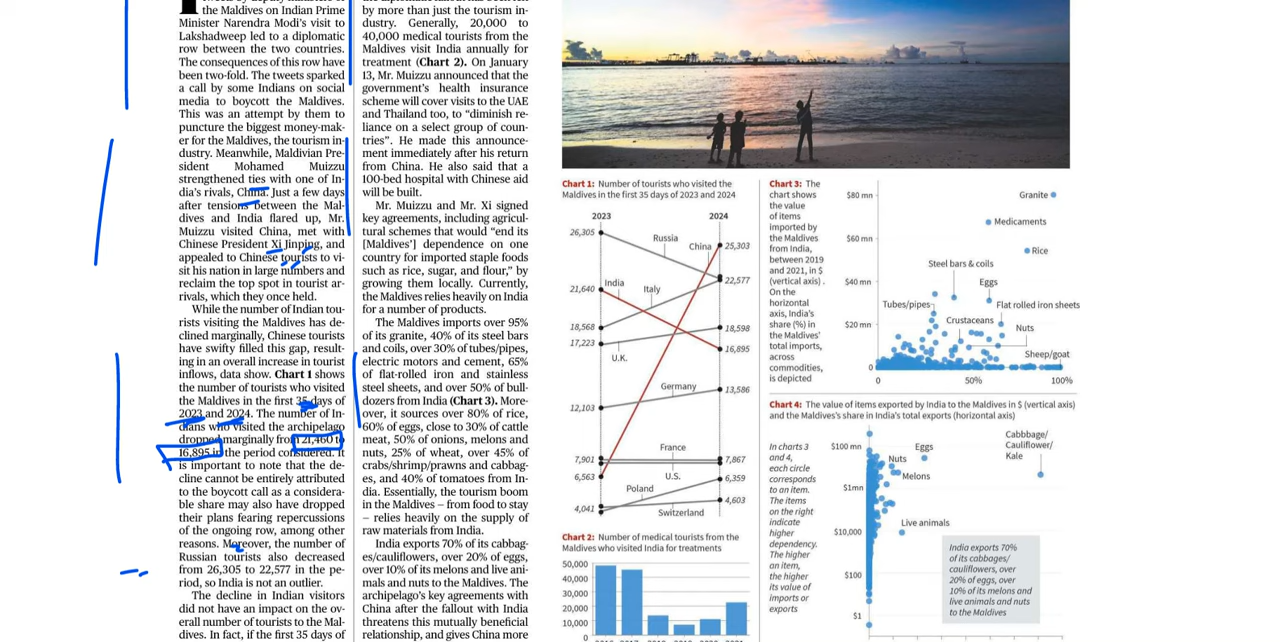 the Maldives on Indian Prime
Minister Narendra Modi’s visit to
Lakshadweep led to a diplomatic
row between the two countries.
The consequences of this row have
been two-fold. The tweets sparked
a call by some Indians on social
media to boycott the Maldives.
This was an attempt by them to
puncture the biggest money-mak-
er for the Maldives, the tourism in-
dustry. Meanwhile, Maldivian Pre-
sident Mohamed Muizzu
strengthened ties with one of In-
dia’s rivals, China. Just a few days
after tensions between the Mal-
dives and India flared up, Mr.
Muizzu visited China, met with
Chinese President Xi Jinping, and
appealed to Chinese tourists to vi-
sit his nation in large numbers and
reclaim the top spot in tourist ar-
rivals, which they once held.
While the number of Indian tou-
rists visiting the Maldives has de-
clined marginally, Chinese tourists
have swiftly filled this gap, result-
ing in an overall increase in tourist
inflows, data show. Chart 1 shows
the number of tourists who visited
the Maldives in the first 35 days of
2023 and 2024. The number of In-
dians who visited the archipelago
dropped marginally from 21,460 to
16,895 in the period considered. It
is important to note that the de-
cline cannot be entirely attributed
to the boycott call as a considera-
ble share may also have dropped
their plans fearing repercussions
of the ongoing row, among other
reasons. Moreover, the number of
Russian tourists also decreased
from 26,305 to 22,577 in the pe-
riod, so India is not an outlier.
The decline in Indian visitors
did not have an impact on the ov-
erall number of tourists to the Mal-
dives. In fact, if the first 35 days of
by more than just the tourism in-
dustry. Generally, 20,000 to
40,000 medical tourists from the
Maldives visit India annually for
treatment (Chart 2). On January
13, Mr. Muizzu announced that the
government’s health insurance
scheme will cover visits to the UAE
and Thailand too, to “diminish re-
liance on a select group of coun-
tries”. He made this announce-
ment immediately after his return
from China. He also said that a
100-bed hospital with Chinese aid
will be built.
Mr. Muizzu and Mr. Xi signed
key agreements, including agricul-
tural schemes that would “end its
[Maldives’] dependence on one
country for imported staple foods
such as rice, sugar, and flour,” by
growing them locally. Currently,
the Maldives relies heavily on India
for a number of products.
The Maldives imports over 95%
of its granite, 40% of its steel bars
and coils, over 30% of tubes/pipes,
electric motors and cement, 65%
of flat-rolled iron and stainless
steel sheets, and over 50% of bull-
dozers from India (Chart 3). More-
over, it sources over 80% of rice,
60% of eggs, close to 30% of cattle
meat, 50% of onions, melons and
nuts, 25% of wheat, over 45% of
crabs/shrimp/prawns and cabbag-
es, and 40% of tomatoes from In-
dia. Essentially, the tourism boom
in the Maldives – from food to stay
– relies heavily on the supply of
raw materials from India.
India exports 70% of its cabbag-
es/cauliflowers, over 20% of eggs,
over 10% of its melons and live ani-
mals and nuts to the Maldives. The
archipelago’s key agreements with
China after the fallout with India
threatens this mutually beneficial
relationship, and gives China more
Chart 1: Number of tourists who visited the
Maldives in the first 35 days of 2023 and 2024
2023
2024
26,305
Russia
China
25,303
22,577
21,640
India
Italy
18,568
18,598
17,223
U.K.
16,895
Germany
13,586
12,103
France
7,901
7,867
6,563
U.S.
6,359
Poland
4,603
4,041
Switzerland
Chart 2: Number of medical tourists from the
Maldives who visited India for treatments
50,000
40,000
30,000
20,000
10,000
0
Chart 3: The
chart shows
the value
of items
imported by
the Maldives
from India,
between 2019
and 2021, in $
(vertical axis) .
On the
horizontal
axis, India’s
share (%) in
the Maldives’
total imports,
across
commodities,
is depicted
$80 mn
$60 mn
$40 mn
$20 mn
0
Granite
Medicaments
Rice
Steel bars & coils
Eggs
Tubes/pipes
Flat rolled iron sheets
Crustaceans
Nuts
Sheep/goat
0
50%
100%
Chart 4: The value of items exported by India to the Maldives in $ (vertical axis)
and the Maldives’s share in India’s total exports (horizontal axis)
In charts 3
and 4,
each circle
corresponds
to an item.
The items
on the right
indicate
higher
dependency.
The higher
an item,
the higher
its value of
imports or
exports
$100 mn
$1mn
$10,000
$100
$1
Eggs
Nuts
Melons
Live animals
Cabbbage/
Cauliflower/
Kale
India exports 70%
of its cabbages/
cauliflowers, over
20% of eggs, over
10% of its melons and
live animals and nuts
to the Maldives